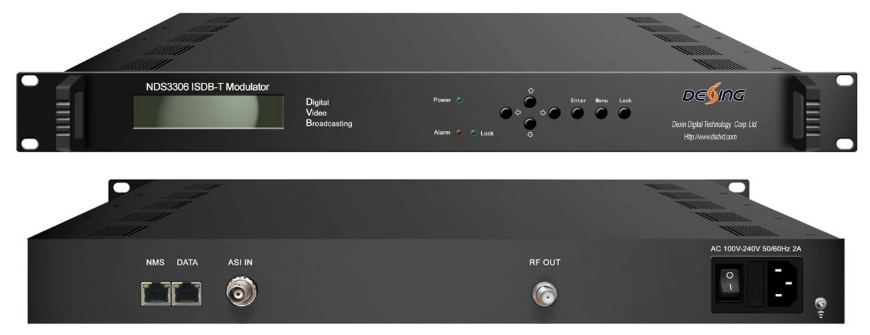 NDS3306 ISDB-T Modulator
Digital
Video
Broadcasting
Power
Alarm
Lock
Enter Menu Lock
DEXING
Dexin Digital Technology Corp. Ltd.
Http://www.dsdvd.com
NMS DATA ASI IN
RF OUT
AC 100V-240V 50/60Hz 2A
O
I